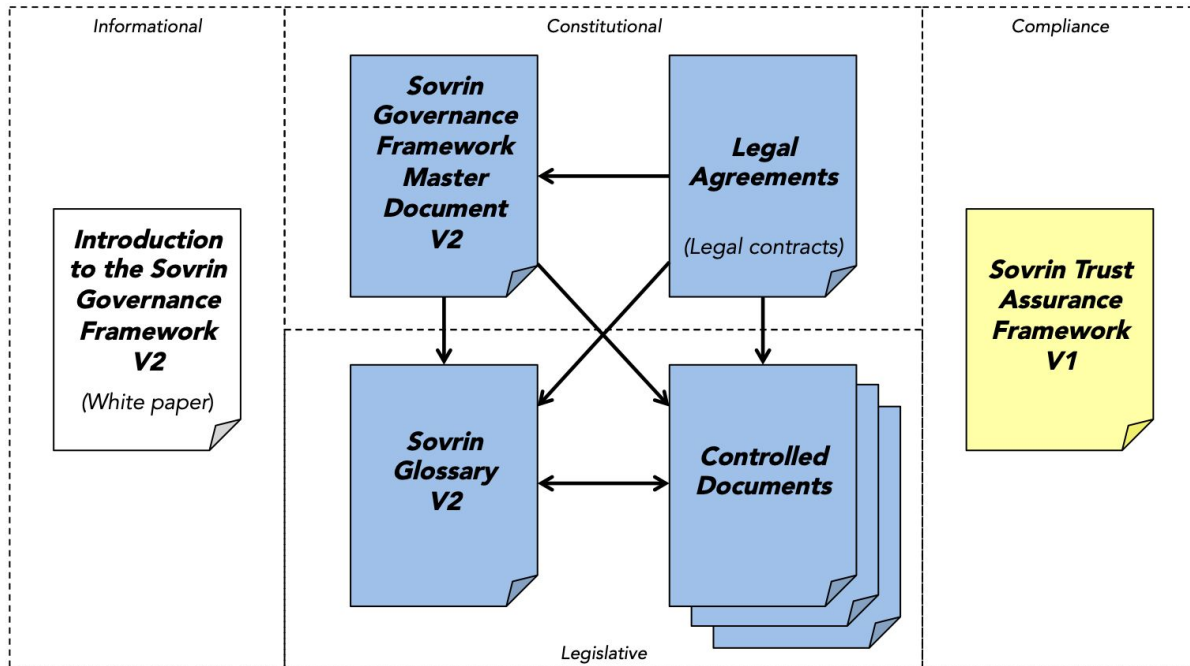 Informational
Constitutional
Compliance
Introduction
to the Sovrin
Governance
Framework
V2
(White paper)
Sovrin
Governance
Framework
Master
Document
V2
Legal
Agreements
(Legal contracts)
Sovrin
Glossary
V2
Controlled
Documents
Legislative
Sovrin Trust
Assurance
Framework
V1